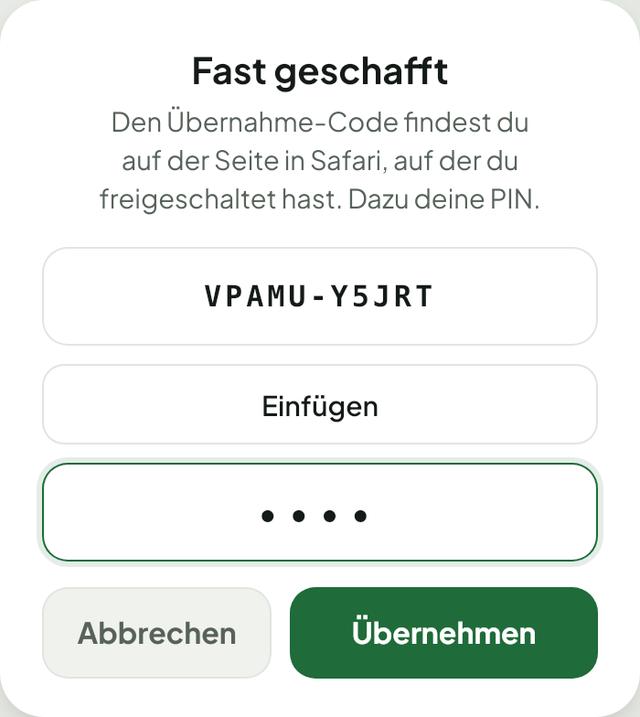 Fast geschafft
Den Übernahme-Code findest du
auf der Seite in Safari, auf der du
freigeschaltet hast. Dazu deine PIN.
VPAMU-Y5JRT
Einfügen
••••
Abbrechen
Übernehmen